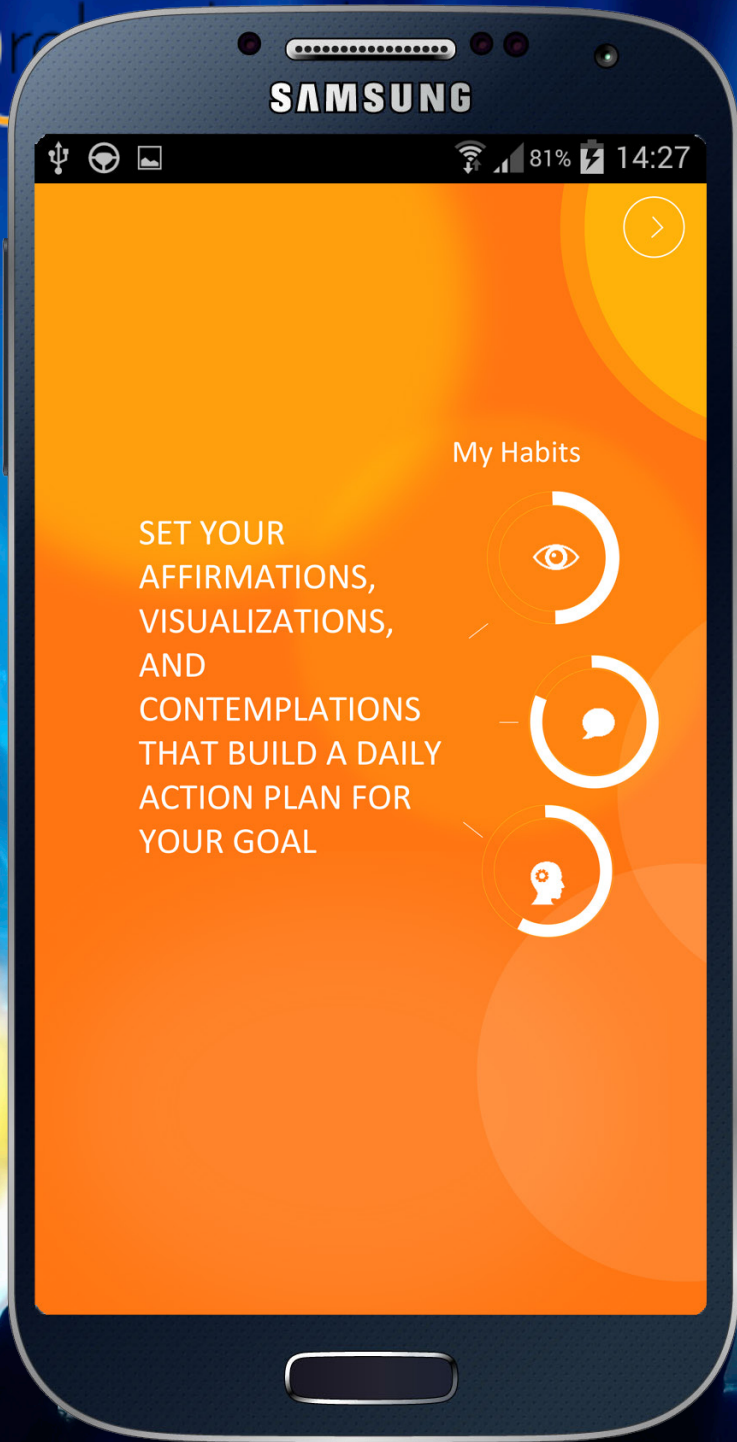 SAMSUNG
81% 14:27
My Habits
SET YOUR
AFFIRMATIONS,
VISUALIZATIONS,
AND
CONTEMPLATIONS
THAT BUILD A DAILY
ACTION PLAN FOR
YOUR GOAL